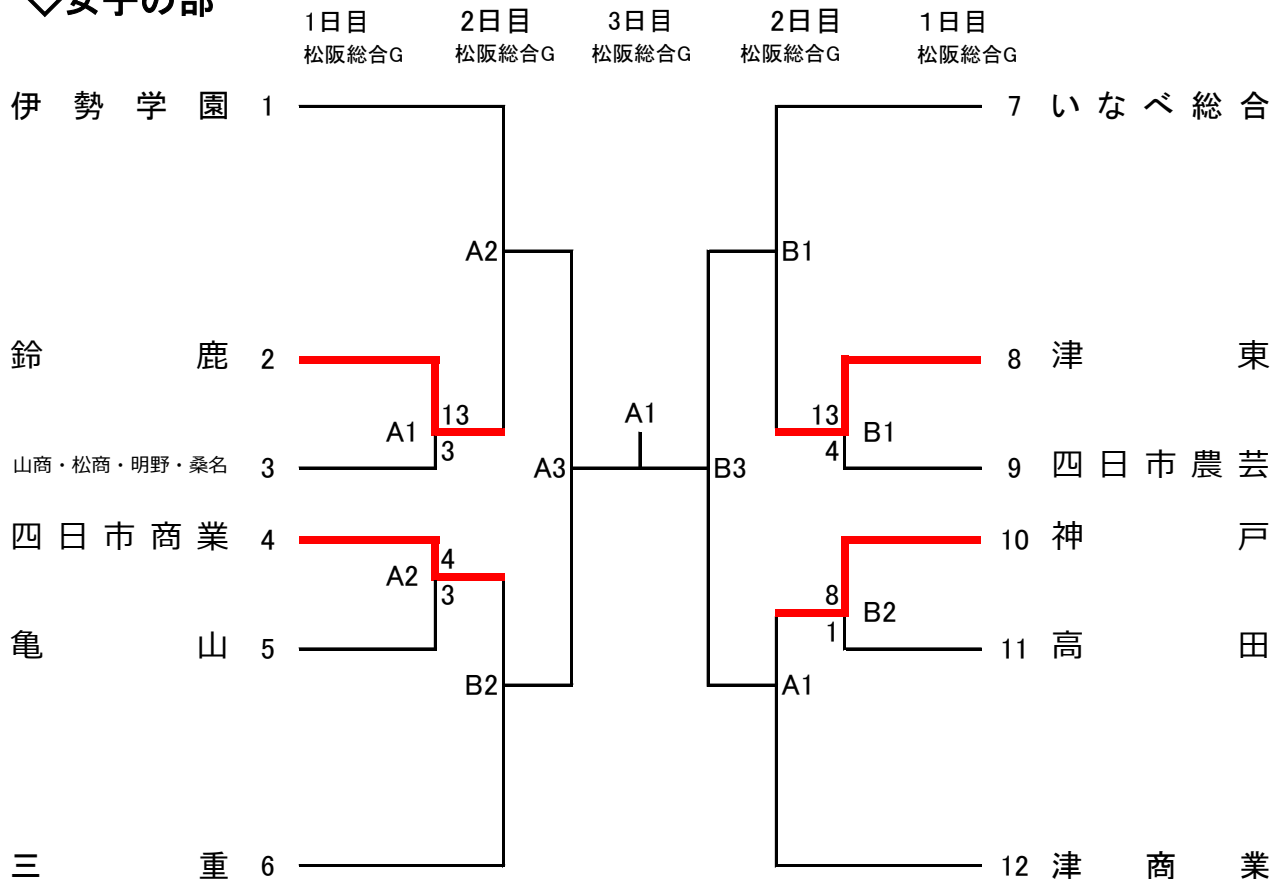 ◇女子の部
1日目 2日目 3日目 2日目 1日目
松阪総合G 松阪総合G 松阪総合G 松阪総合G 松阪総合G
伊勢学園 1 7 いなべ総合
A2 B1
鈴鹿 2 8 津東
13 A1 13
A1 B1
3 4
山商・松商・明野・桑名 3 A3 B3 9 四日市農芸
四日市商業 4 10 神戸
4
A2 8
3 B2
1
亀山 5 11 高田
B2 A1
三重 6 12 津商業